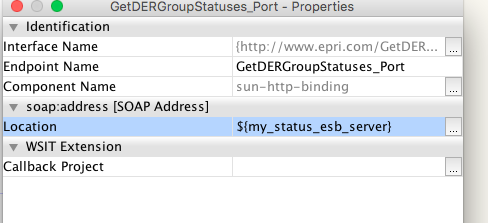 GetDERGroupStatuses_Port - Properties
Identification
Interface Name {http://www.epri.com/GetDER... ...
Endpoint Name GetDERGroupStatuses_Port
Component Name sun-http-binding
soap:address [SOAP Address]
Location ${my_status_esb_server} ...
WSIT Extension
Callback Project ...